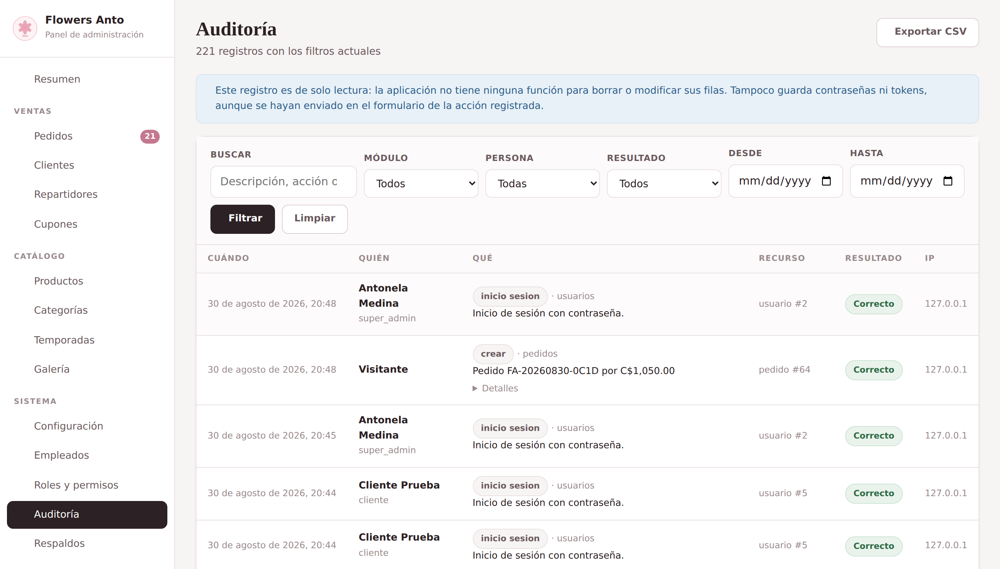 Flowers Anto
Panel de administración
Anto
Resumen
VENTAS
Pedidos 21
Clientes
Repartidores
Cupones
CATÁLOGO
Productos
Categorías
Temporadas
Galería
SISTEMA
Configuración
Empleados
Roles y permisos
Auditoría
Respaldos
Auditoría
221 registros con los filtros actuales
Exportar CSV
Este registro es de solo lectura: la aplicación no tiene ninguna función para borrar o modificar sus filas. Tampoco guarda contraseñas ni tokens,
aunque se hayan enviado en el formulario de la acción registrada.
BUSCAR MÓDULO PERSONA RESULTADO DESDE HASTA
Descripción, acción o Todos Todas Todos mm/dd/yyyy mm/dd/yyyy
Filtrar Limpiar
CUÁNDO QUIÉN QUÉ RECURSO RESULTADO IP
30 de agosto de 2026, 20:48 Antonela Medina super_admin inicio sesion · usuarios Inicio de sesión con contraseña. usuario #2 Correcto 127.0.0.1
30 de agosto de 2026, 20:48 Visitante crear · pedidos Pedido FA-20260830-0C1D por C$1,050.00 Detalles pedido #64 Correcto 127.0.0.1
30 de agosto de 2026, 20:45 Antonela Medina super_admin inicio sesion · usuarios Inicio de sesión con contraseña. usuario #2 Correcto 127.0.0.1
30 de agosto de 2026, 20:44 Cliente Prueba cliente inicio sesion · usuarios Inicio de sesión con contraseña. usuario #5 Correcto 127.0.0.1
30 de agosto de 2026, 20:44 Cliente Prueba cliente inicio sesion · usuarios Inicio de sesión con contraseña. usuario #5 Correcto 127.0.0.1